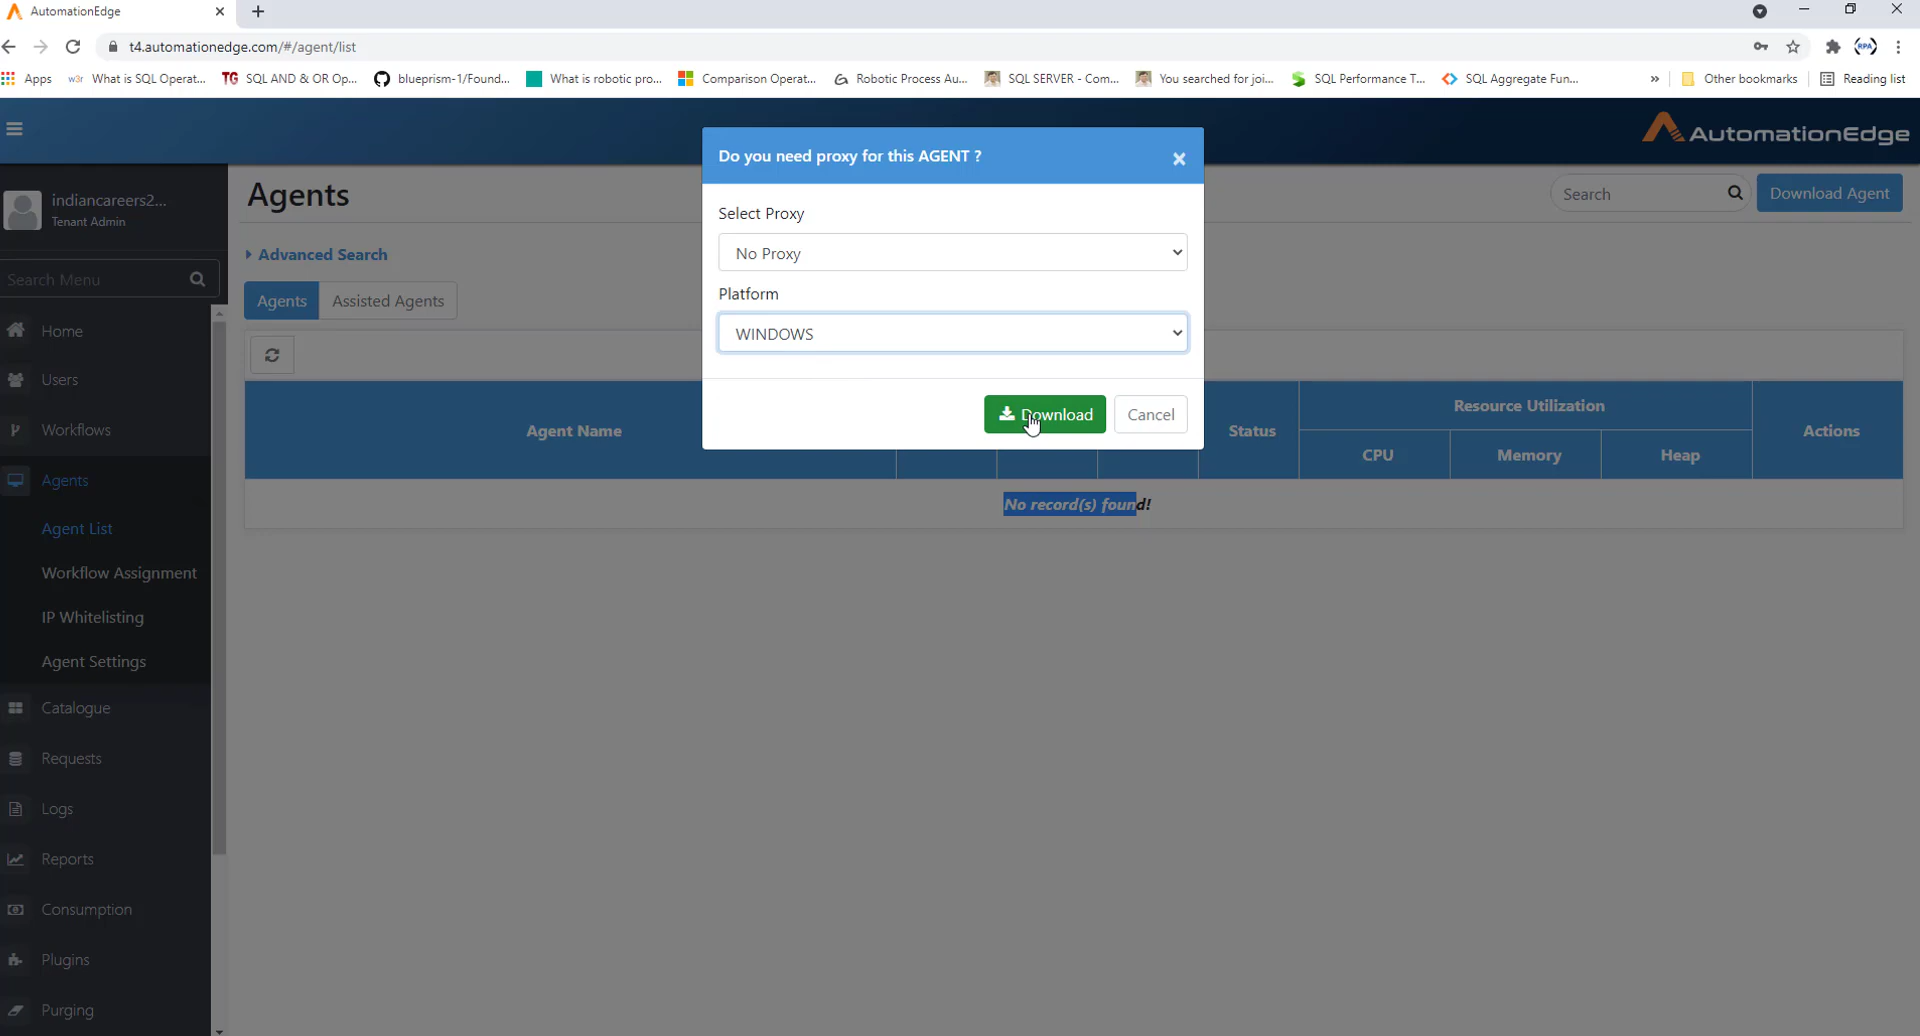 AutomationEdge
t4.automationedge.com/#/agent/list
Apps
w3r What is SQL Operat...
TG SQL AND & OR Op...
blueprism-1/Found...
What is robotic pro...
Comparison Operat...
Robotic Process Au...
SQL SERVER - Com...
You searched for joi...
SQL Performance T...
SQL Aggregate Fun...
»
Other bookmarks
Reading list
AutomationEdge
indiancareers2...
Tenant Admin
Search Menu
Home
Users
Workflows
Agents
Agent List
Workflow Assignment
IP Whitelisting
Agent Settings
Catalogue
Requests
Logs
Reports
Consumption
Plugins
Purging
Agents
Search
Download Agent
Advanced Search
Agents
Assisted Agents
Agent Name
Status
Resource Utilization
CPU
Memory
Heap
Actions
No record(s) found!
Do you need proxy for this AGENT ?
Select Proxy
No Proxy
Platform
WINDOWS
Download
Cancel